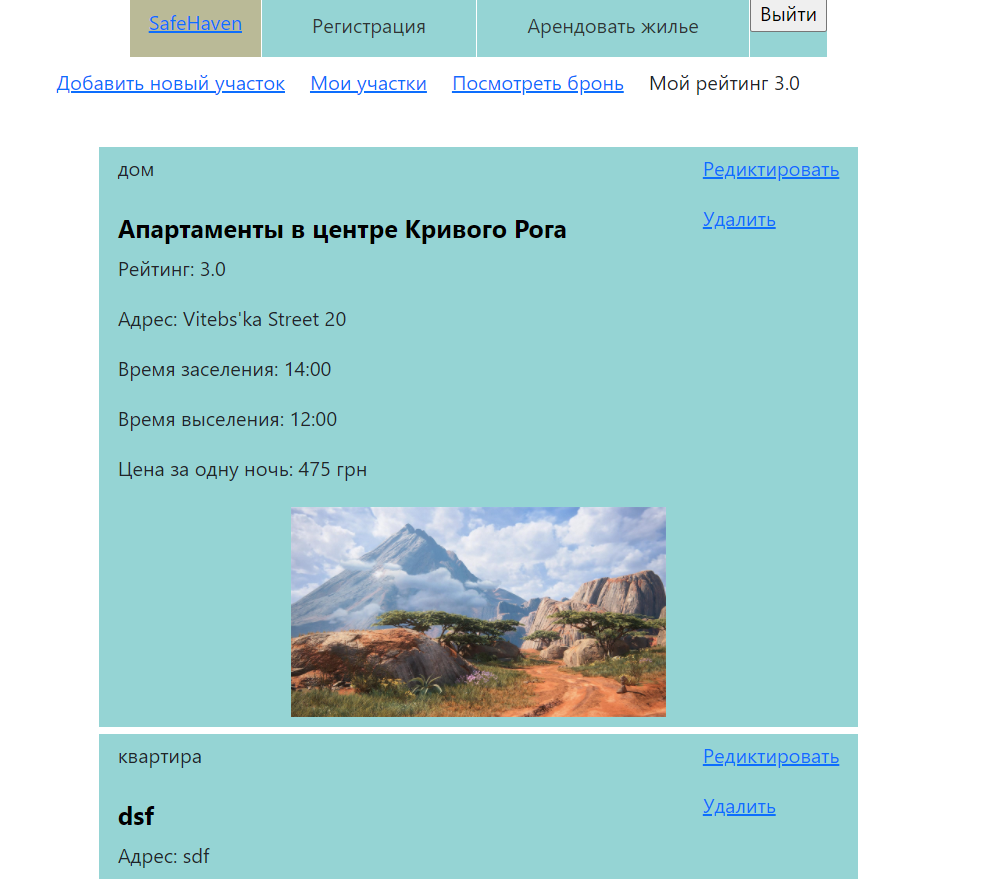 SafeHaven Регистрация Арендовать жилье Выйти
Добавить новый участок Мои участки Посмотреть бронь Мой рейтинг 3.0
дом Редиктировать
Удалить
Апартаменты в центре Кривого Рога
Рейтинг: 3.0
Адрес: Vitebs'ka Street 20
Время заселения: 14:00
Время выселения: 12:00
Цена за одну ночь: 475 грн
квартира Редиктировать
Удалить
dsf
Адрес: sdf